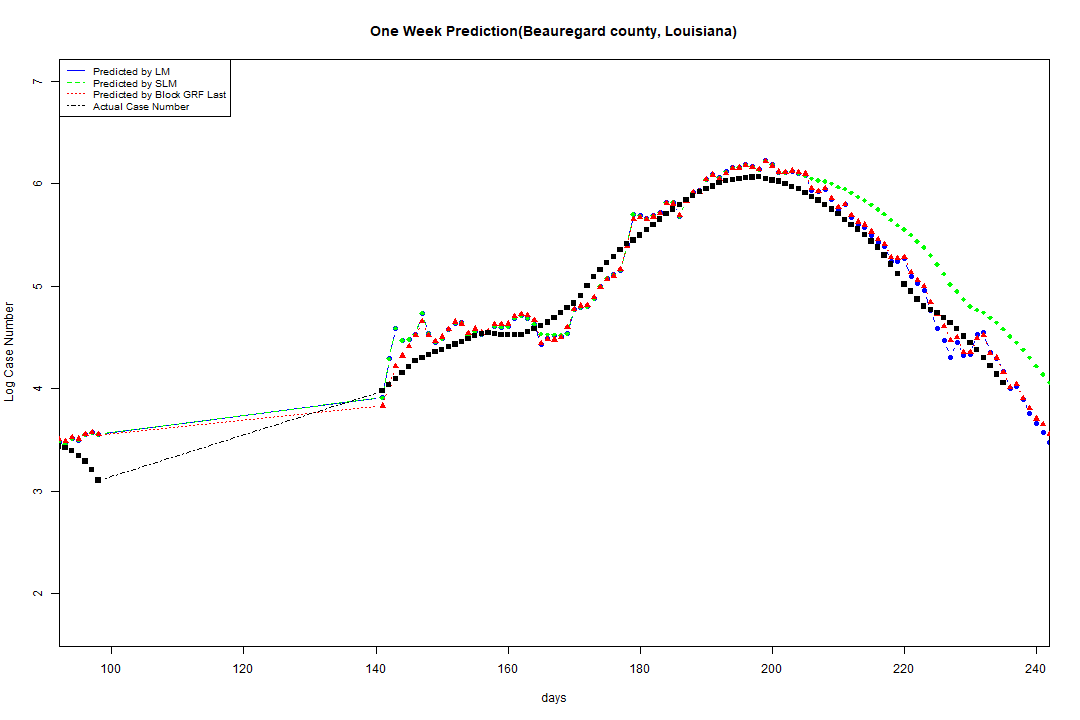 One Week Prediction(Beauregard county, Louisiana)
Predicted by LM
Predicted by SLM
Predicted by Block GRF Last
Actual Case Number
7
6
5
4
3
2
Log Case Number
100 120 140 160 180 200 220 240
days